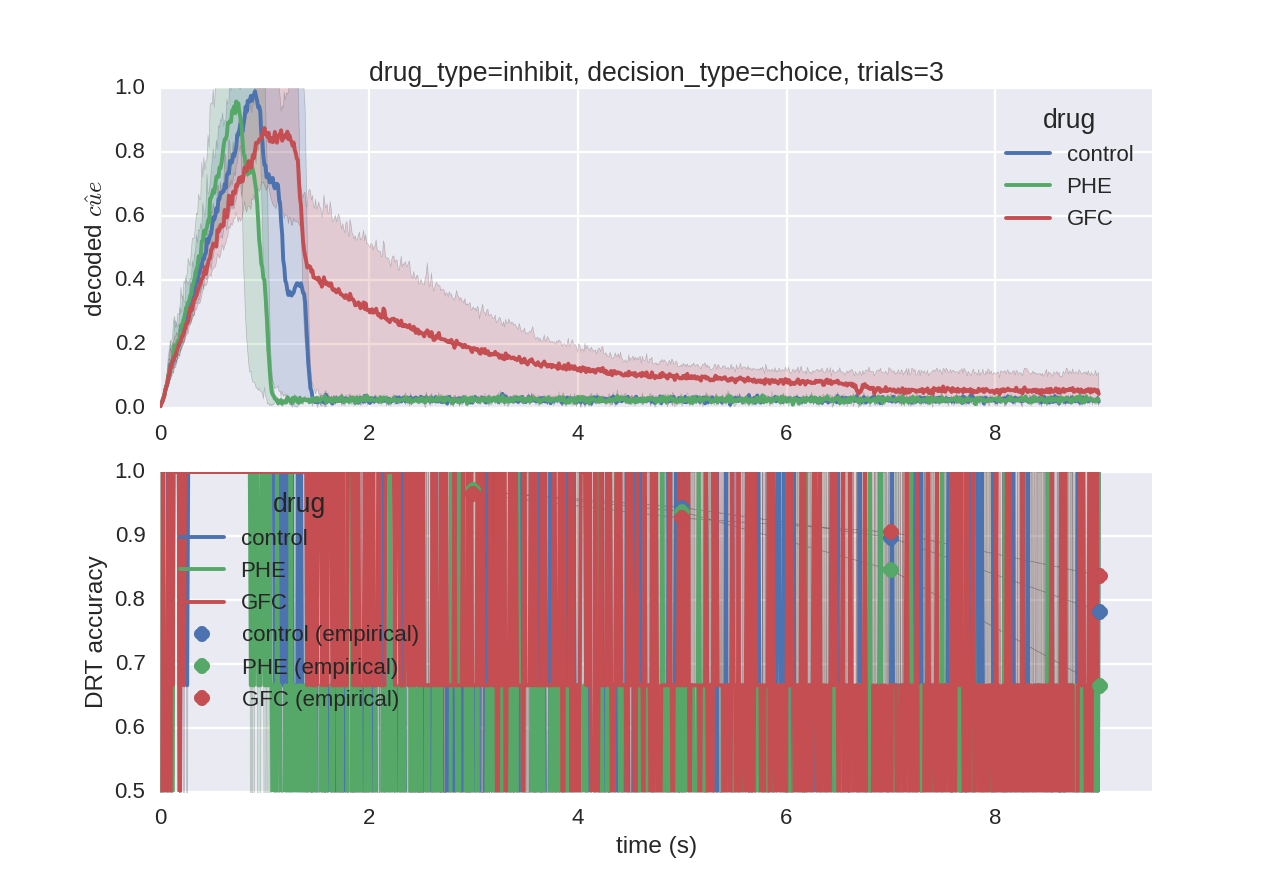 drug_type=inhibit, decision_type=choice, trials=3
1.0
0.8
0.6
0.4
0.2
0.0
decoded cûe
0 2 4 6 8
drug
control
PHE
GFC
1.0
0.9
0.8
0.7
0.6
0.5
DRT accuracy
drug
control
PHE
GFC
control (empirical)
PHE (empirical)
GFC (empirical)
0 2 4 6 8
time (s)